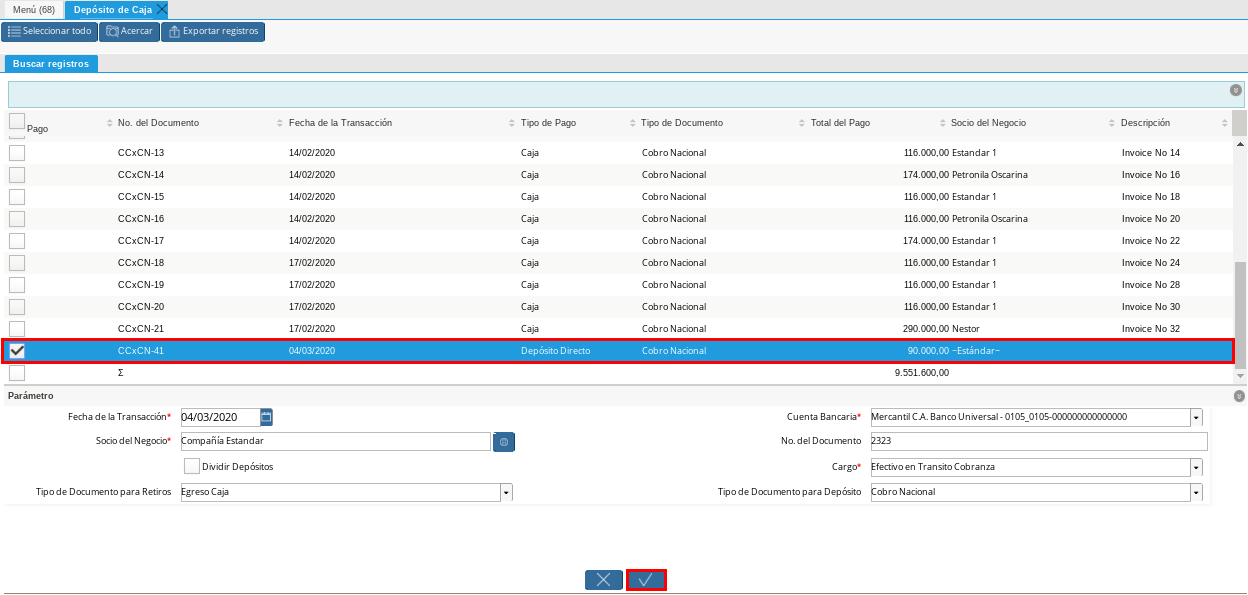 Menú (68) Depósito de Caja
Seleccionar todo Acercar Exportar registros
Buscar registros
Pago No. del Documento Fecha de la Transacción Tipo de Pago Tipo de Documento Total del Pago Socio del Negocio Descripción
CCxCN-13 14/02/2020 Caja Cobro Nacional 116.000,00 Estandar 1 Invoice No 14
CCxCN-14 14/02/2020 Caja Cobro Nacional 174.000,00 Petronila Oscarina Invoice No 16
CCxCN-15 14/02/2020 Caja Cobro Nacional 116.000,00 Estandar 1 Invoice No 18
CCxCN-16 14/02/2020 Caja Cobro Nacional 116.000,00 Petronila Oscarina Invoice No 20
CCxCN-17 14/02/2020 Caja Cobro Nacional 174.000,00 Estandar 1 Invoice No 22
CCxCN-18 17/02/2020 Caja Cobro Nacional 116.000,00 Estandar 1 Invoice No 24
CCxCN-19 17/02/2020 Caja Cobro Nacional 116.000,00 Estandar 1 Invoice No 28
CCxCN-20 17/02/2020 Caja Cobro Nacional 116.000,00 Estandar 1 Invoice No 30
CCxCN-21 17/02/2020 Caja Cobro Nacional 290.000,00 Nestor Invoice No 32
CCxCN-41 04/03/2020 Depósito Directo Cobro Nacional 90.000,00 ~Estándar~
Σ 9.551.600,00
Parámetro
Fecha de la Transacción* 04/03/2020 Cuenta Bancaria* Mercantil C.A. Banco Universal - 0105_0105-000000000000000
Socio del Negocio* Compañía Estandar No. del Documento 2323
Dividir Depósitos Cargo* Efectivo en Transito Cobranza
Tipo de Documento para Retiros Egreso Caja Tipo de Documento para Depósito Cobro Nacional